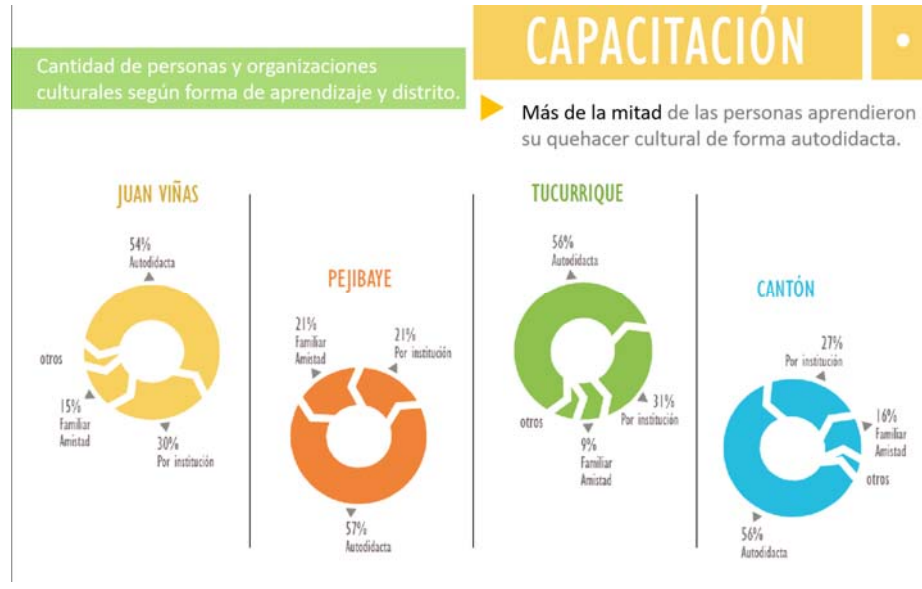 CAPACITACIÓN
Cantidad de personas y organizaciones
culturales según forma de aprendizaje y distrito.
Más de la mitad de las personas aprendieron
su quehacer cultural de forma autodidacta.
JUAN VIÑAS
54%
Autodidacta
otros
15%
Familiar
Amistad
30%
Por institución
PEJIBAYE
21%
Familiar
Amistad
21%
Por institución
57%
Autodidacta
TUCURRIQUE
56%
Autodidacta
otros
9%
Familiar
Amistad
31%
Por institución
CANTÓN
27%
Por institución
16%
Familiar
Amistad
otros
56%
Autodidacta